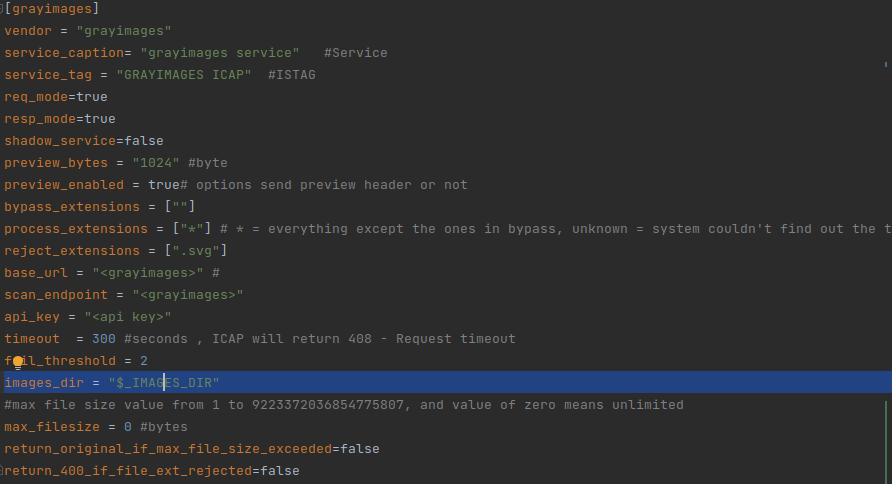 [grayimages]
vendor = "grayimages"
service_caption= "grayimages service"   #Service
service_tag = "GRAYIMAGES ICAP"  #ISTAG
req_mode=true
resp_mode=true
shadow_service=false
preview_bytes = "1024" #byte
preview_enabled = true# options send preview header or not
bypass_extensions = [""]
process_extensions = ["*"] # * = everything except the ones in bypass, unknown = system couldn't find out the t
reject_extensions = [".svg"]
base_url = "<grayimages>" #
scan_endpoint = "<grayimages>"
api_key = "<api key>"
timeout  = 300 #seconds , ICAP will return 408 - Request timeout
fail_threshold = 2
images_dir = "$_IMAGES_DIR"
#max file size value from 1 to 9223372036854775807, and value of zero means unlimited
max_filesize = 0 #bytes
return_original_if_max_file_size_exceeded=false
return_400_if_file_ext_rejected=false